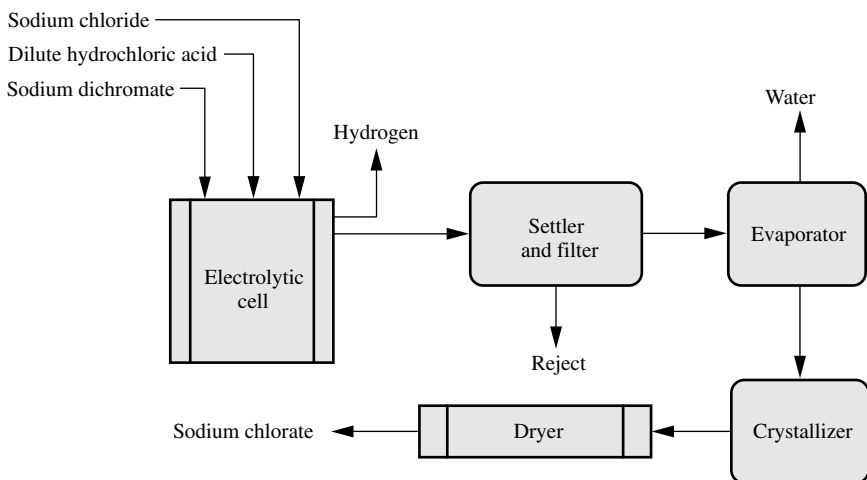 Sodium chloride
Dilute hydrochloric acid
Sodium dichromate
Hydrogen
Water
Electrolytic
cell
Settler
and filter
Evaporator
Reject
Sodium chlorate
Dryer
Crystallizer